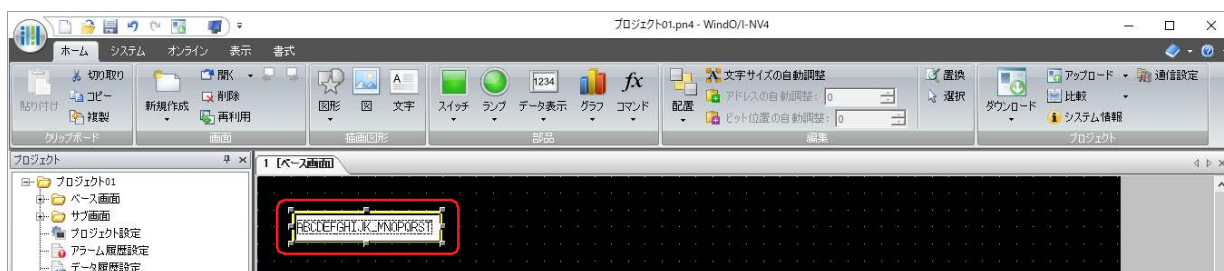 プロジェクト01.pn4 - WindO/I-NV4
ホーム システム オンライン 表示 書式
貼り付け 切り取り コピー 複製
クリップボード
新規作成 開く 削除 再利用
画面
図形 図 文字
描画図形
スイッチ ランプ 1234 データ表示 グラフ fx コマンド
部品
配置 文字サイズの自動調整 アドレスの自動調整: 0 ビット位置の自動調整: 0 置換 選択
編集
ダウンロード アップロード 比較 システム情報 通信設定
プロジェクト
プロジェクト
1 [ベース画面]
プロジェクト01
ベース画面
サブ画面
プロジェクト設定
アラーム履歴設定
データ履歴設定
ABCDEFGHIJK_MNOPQRST